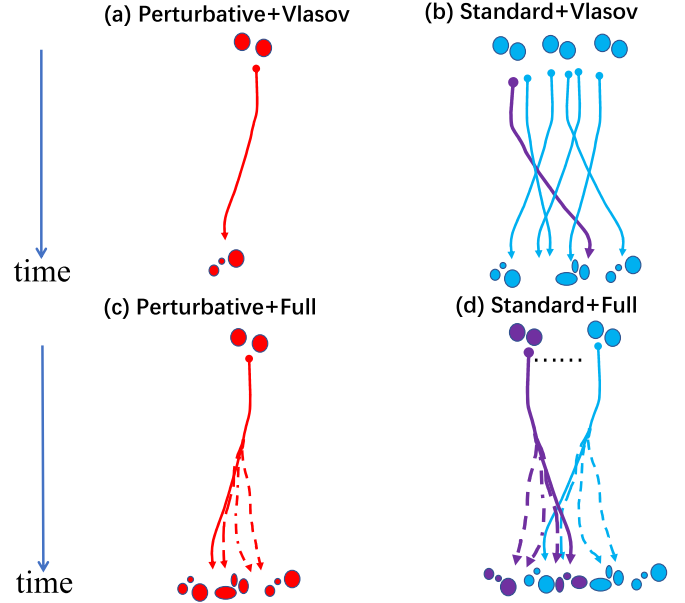 (a) Perturbative+Vlasov
(b) Standard+Vlasov
time
(c) Perturbative+Full
(d) Standard+Full
time